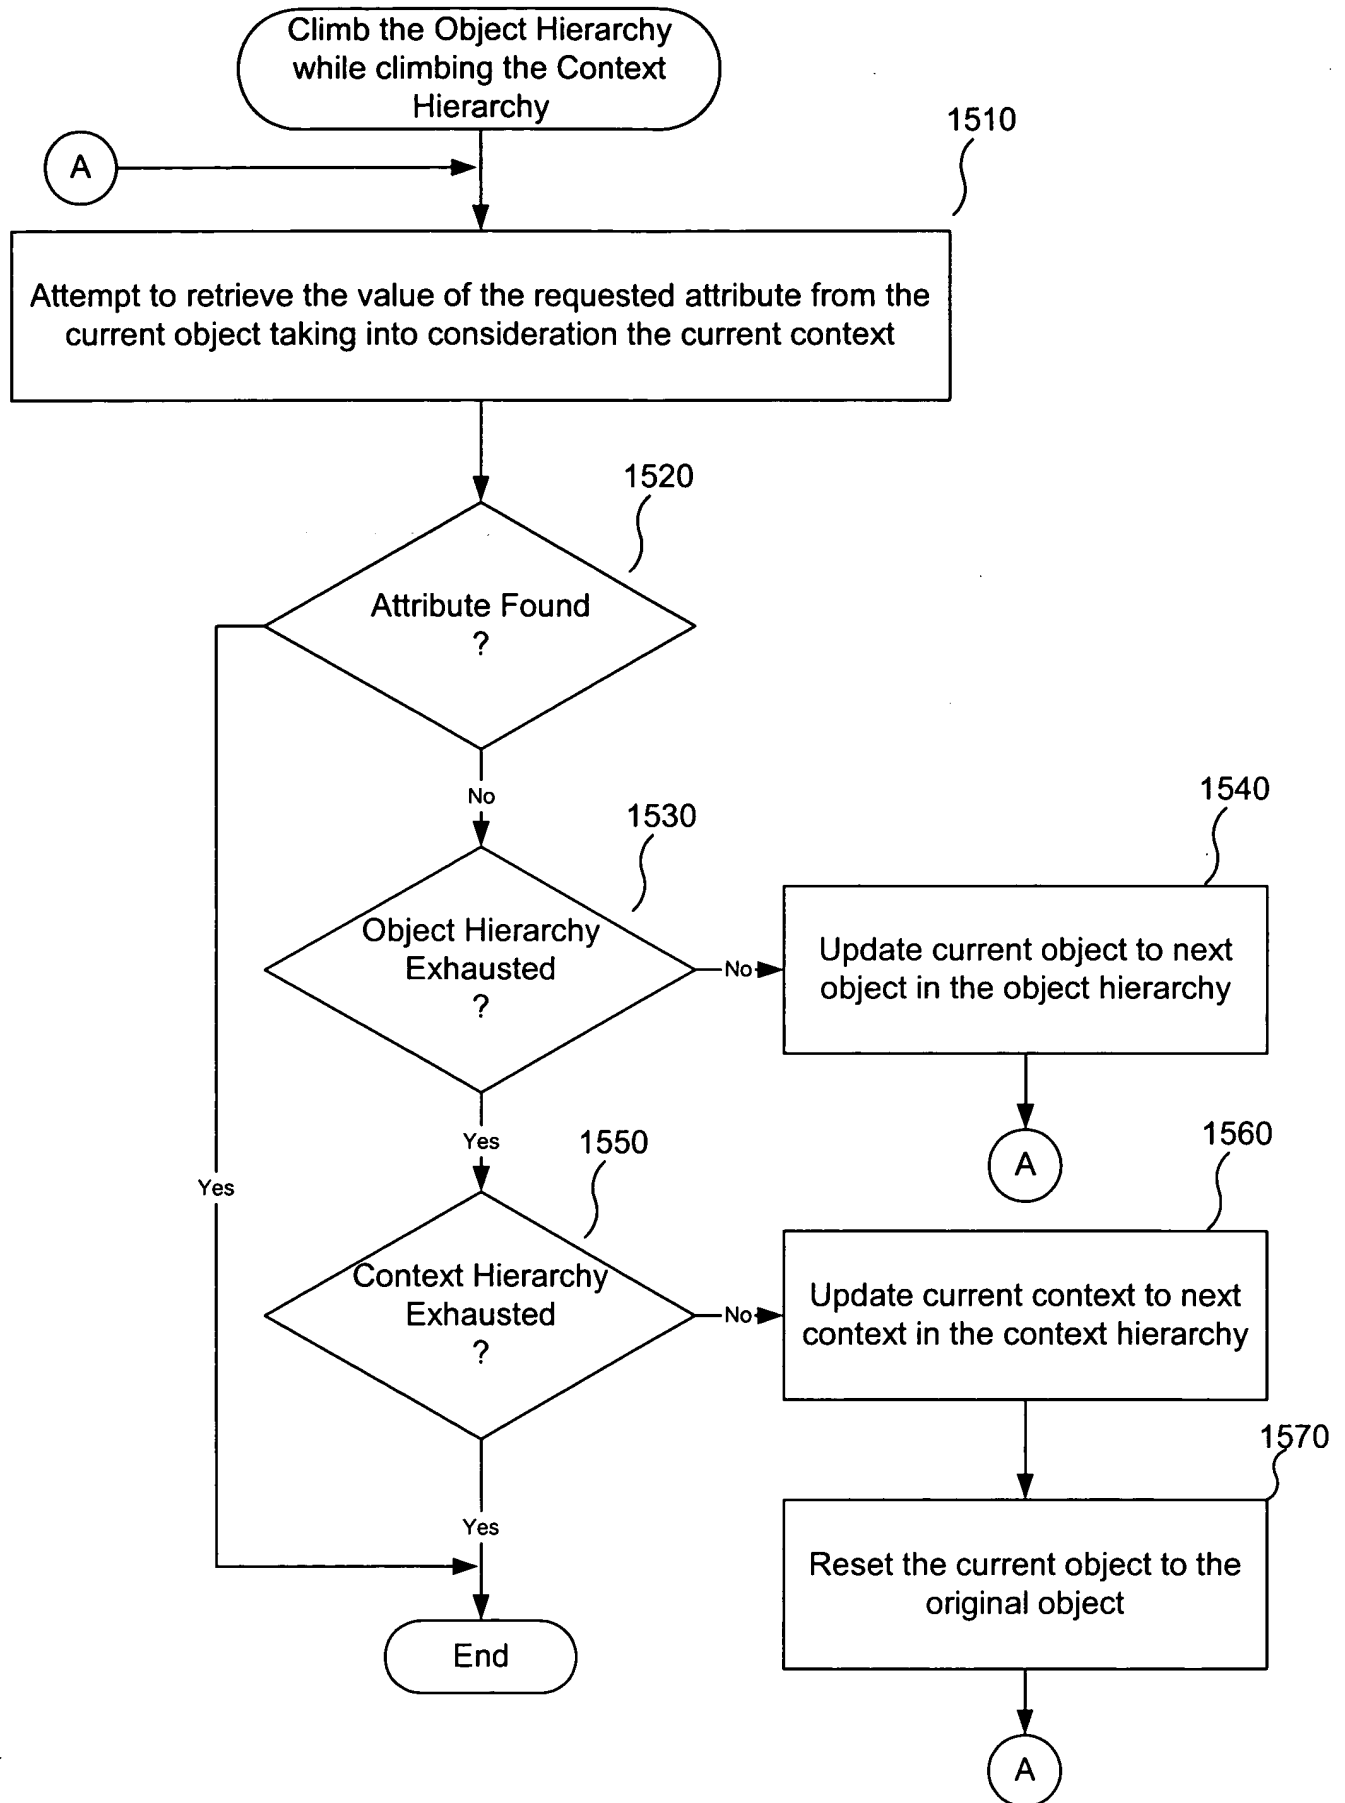 Climb the Object Hierarchy
while climbing the Context
Hierarchy
A
1510
Attempt to retrieve the value of the requested attribute from the
current object taking into consideration the current context
1520
Attribute Found
?
No
1530
Object Hierarchy
Exhausted
?
No
1540
Update current object to next
object in the object hierarchy
A
Yes
1550
Yes
Context Hierarchy
Exhausted
?
No
1560
Update current context to next
context in the context hierarchy
1570
Reset the current object to the
original object
A
Yes
End